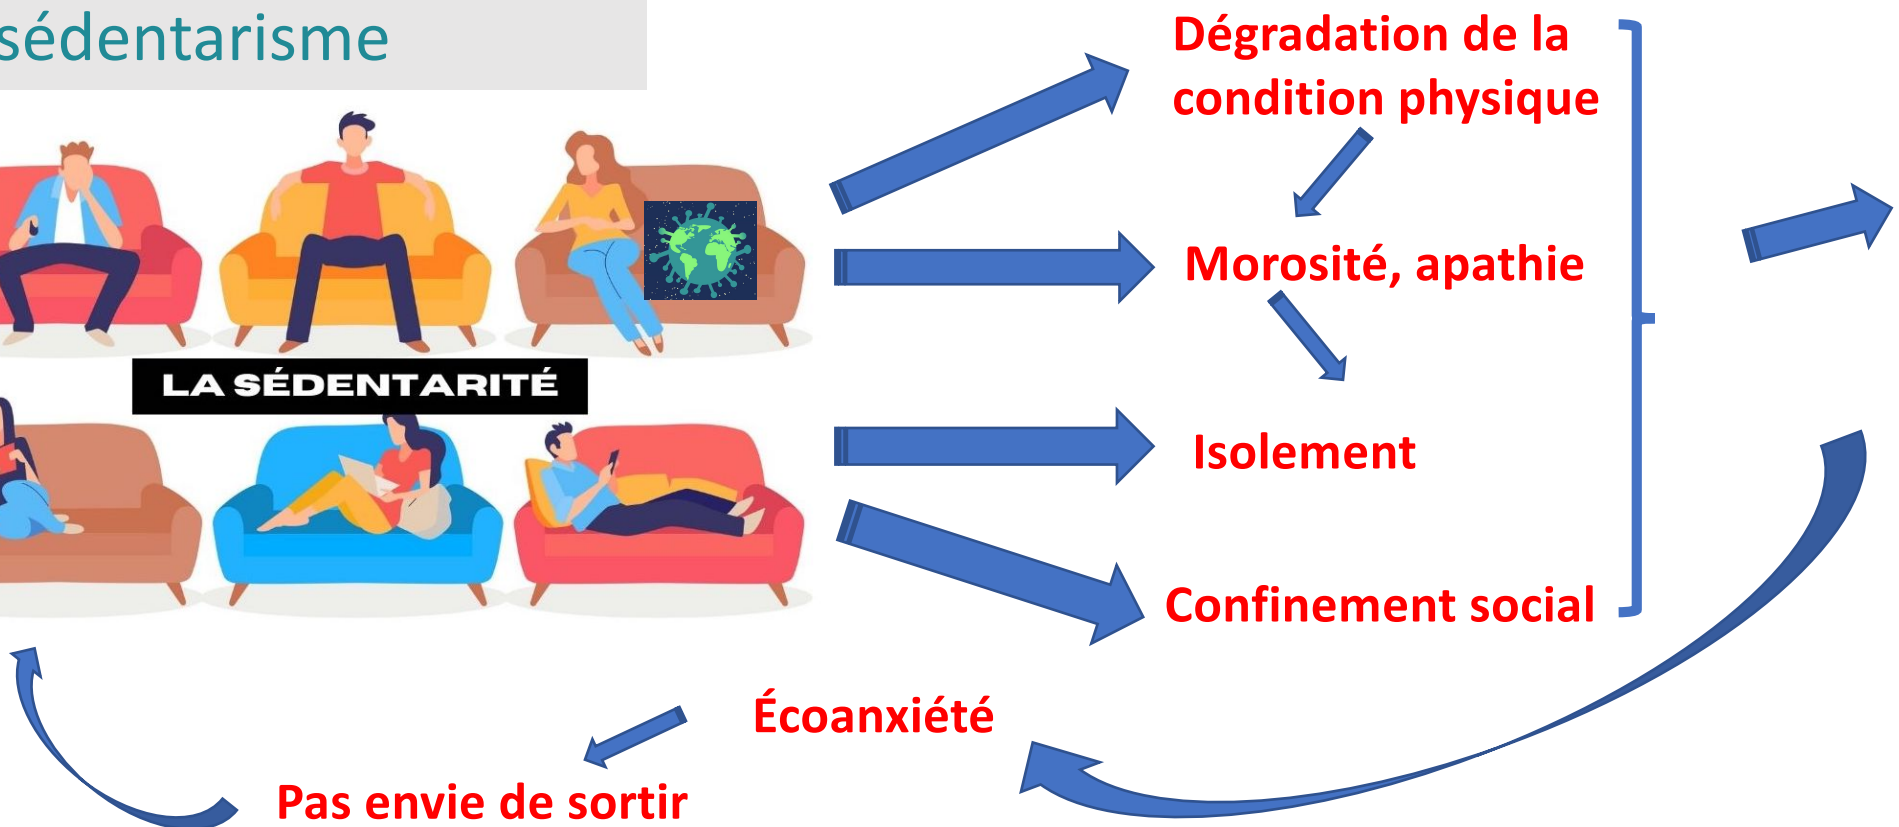 sédentarisme
Dégradation de la
condition physique
Morosité, apathie
LA SÉDENTARITÉ
Isolement
Confinement social
Écoanxiété
Pas envie de sortir